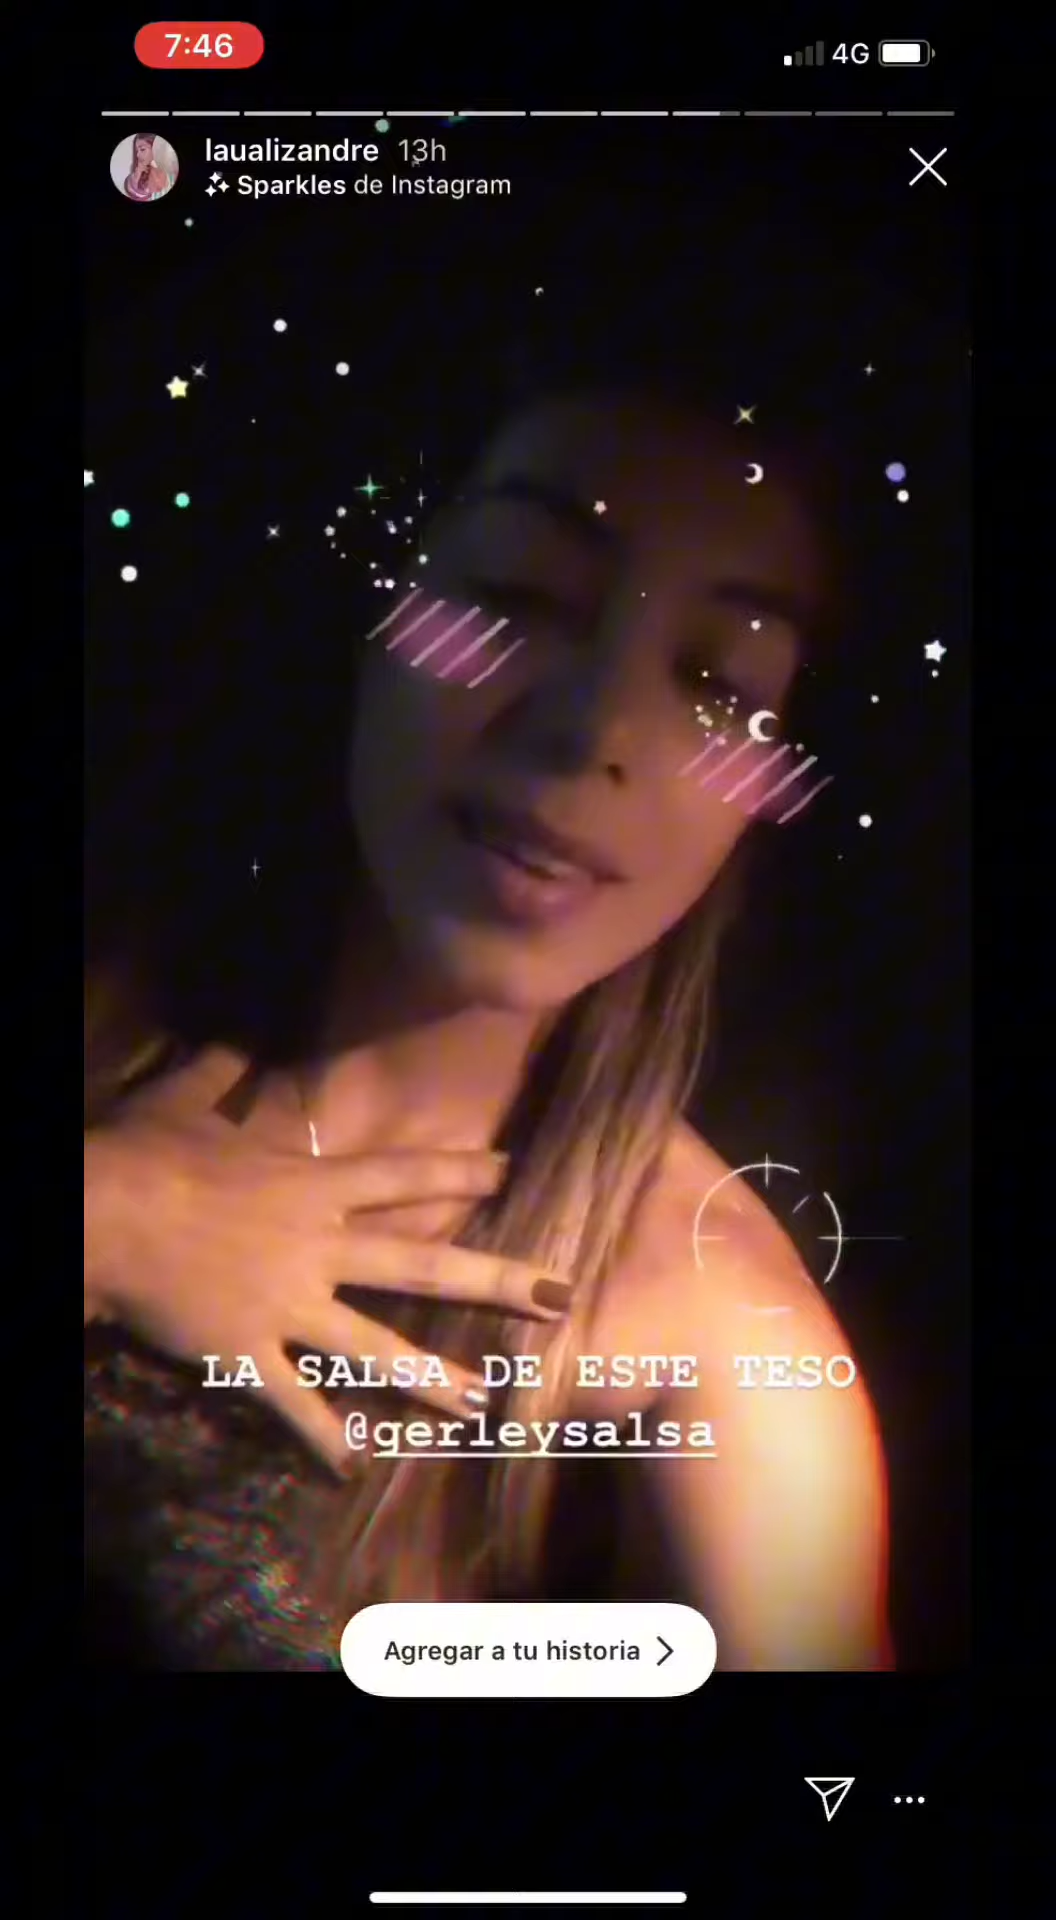 7:46
4G
laualizandre 13h
Sparkles de Instagram
LA SALSA DE ESTE TESO
@gerleysalsa
Agregar a tu historia